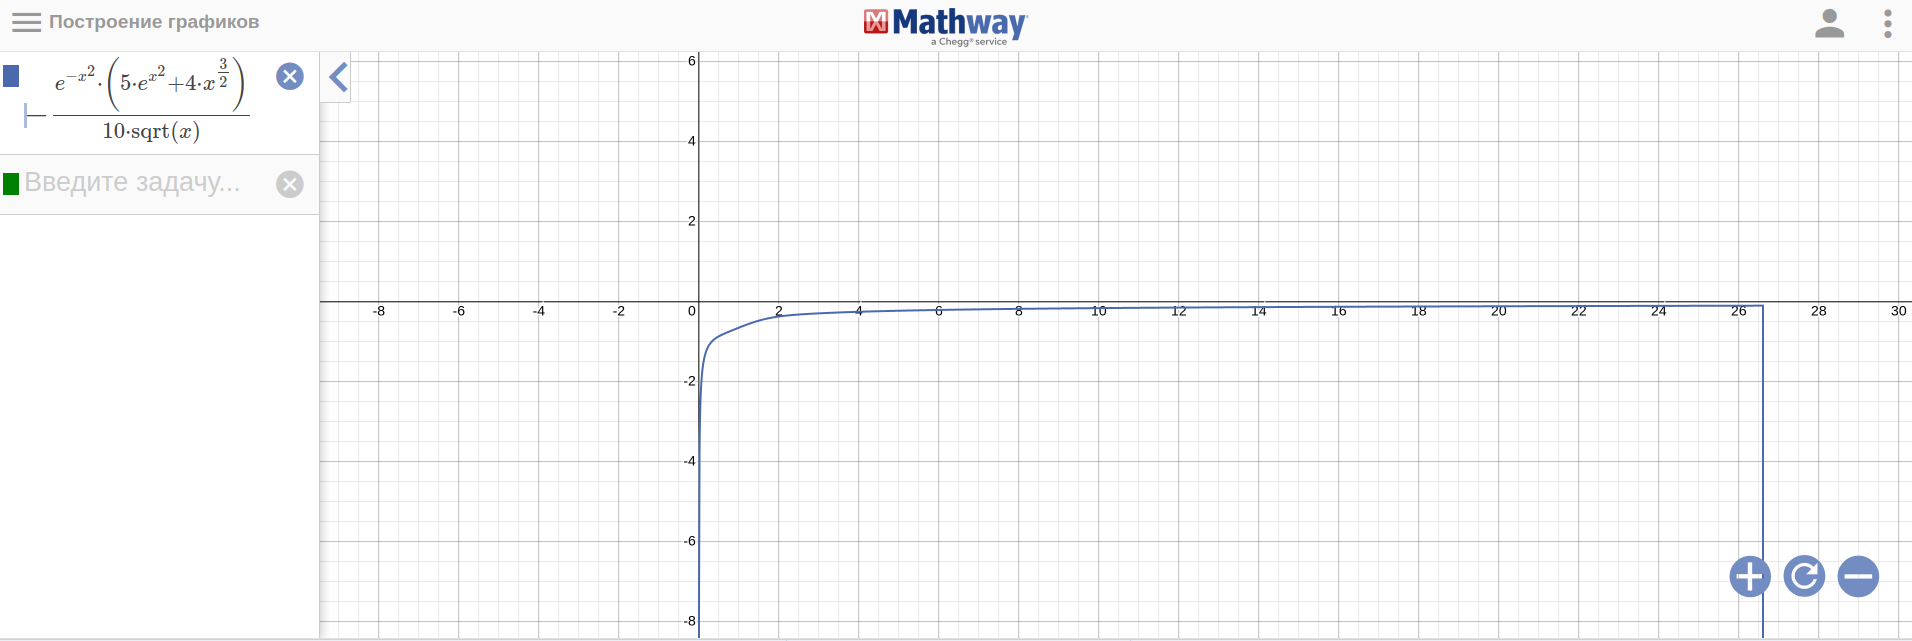 Построение графиков
Mathway
a Chegg® service
e^{-x^2}·(5·e^{x^2}+4·x^{3/2})
—
10·sqrt(x)
Введите задачу...
6
4
2
-8 -6 -4 -2 0 2 4 6 8 10 12 14 16 18 20 22 24 26 28 30
-2
-4
-6
-8